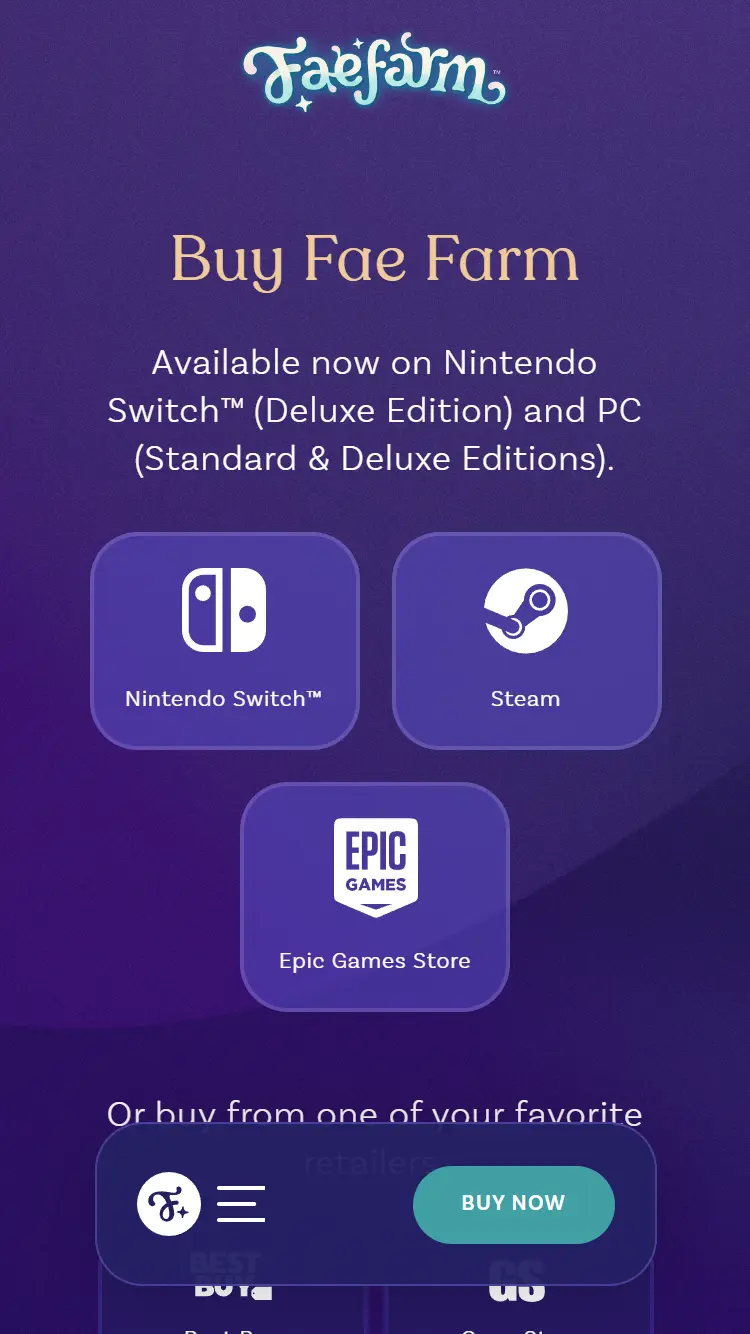 Faefarm™
Buy Fae Farm
Available now on Nintendo
Switch™ (Deluxe Edition) and PC
(Standard & Deluxe Editions).
Nintendo Switch™
Steam
EPIC
GAMES
Epic Games Store
Or buy from one of your favorite
retailers
BUY NOW
BEST
BUY
GS